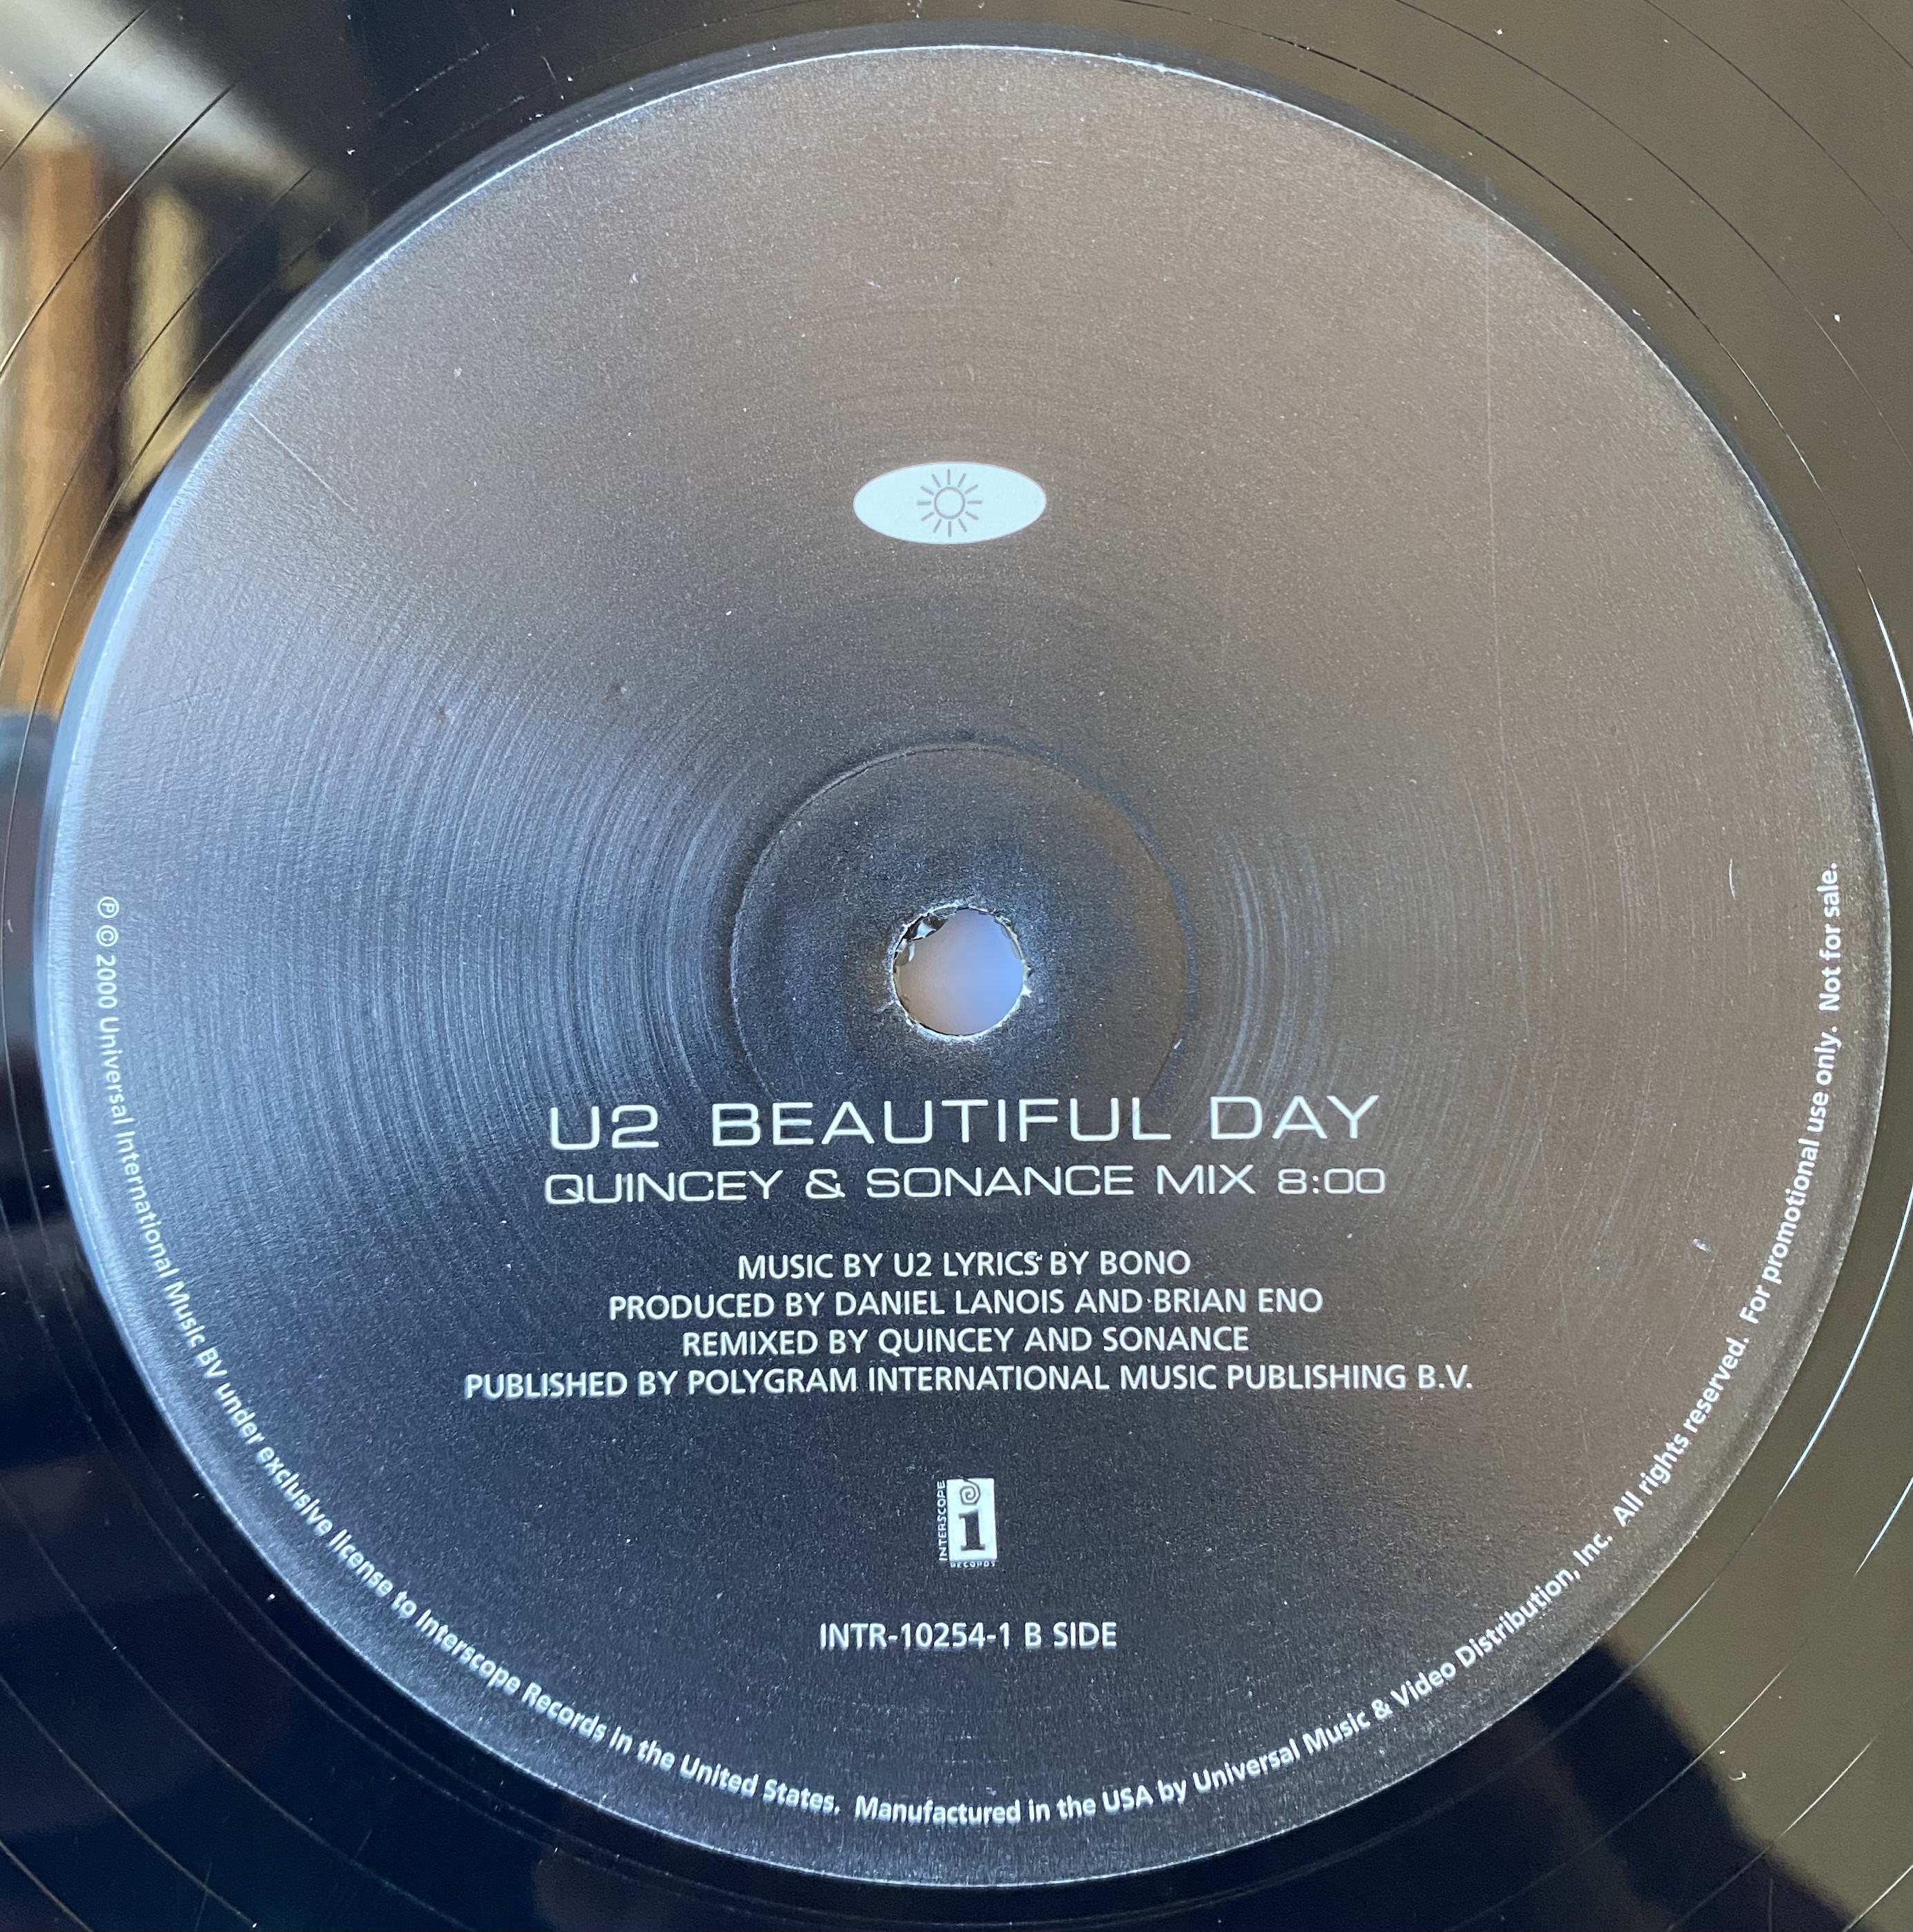 U2 BEAUTIFUL DAY
QUINCEY & SONANCE MIX 8:00
MUSIC BY U2 LYRICS BY BONO
PRODUCED BY DANIEL LANOIS AND BRIAN ENO
REMIXED BY QUINCEY AND SONANCE
PUBLISHED BY POLYGRAM INTERNATIONAL MUSIC PUBLISHING B.V.
INTERSCOPE
i
RECORDS
INTR-10254-1 B SIDE
℗ © 2000 Universal International Music BV under exclusive license to Interscope Records in the United States. Manufactured in the USA by Universal Music & Video Distribution, Inc. All rights reserved. For promotional use only. Not for sale.